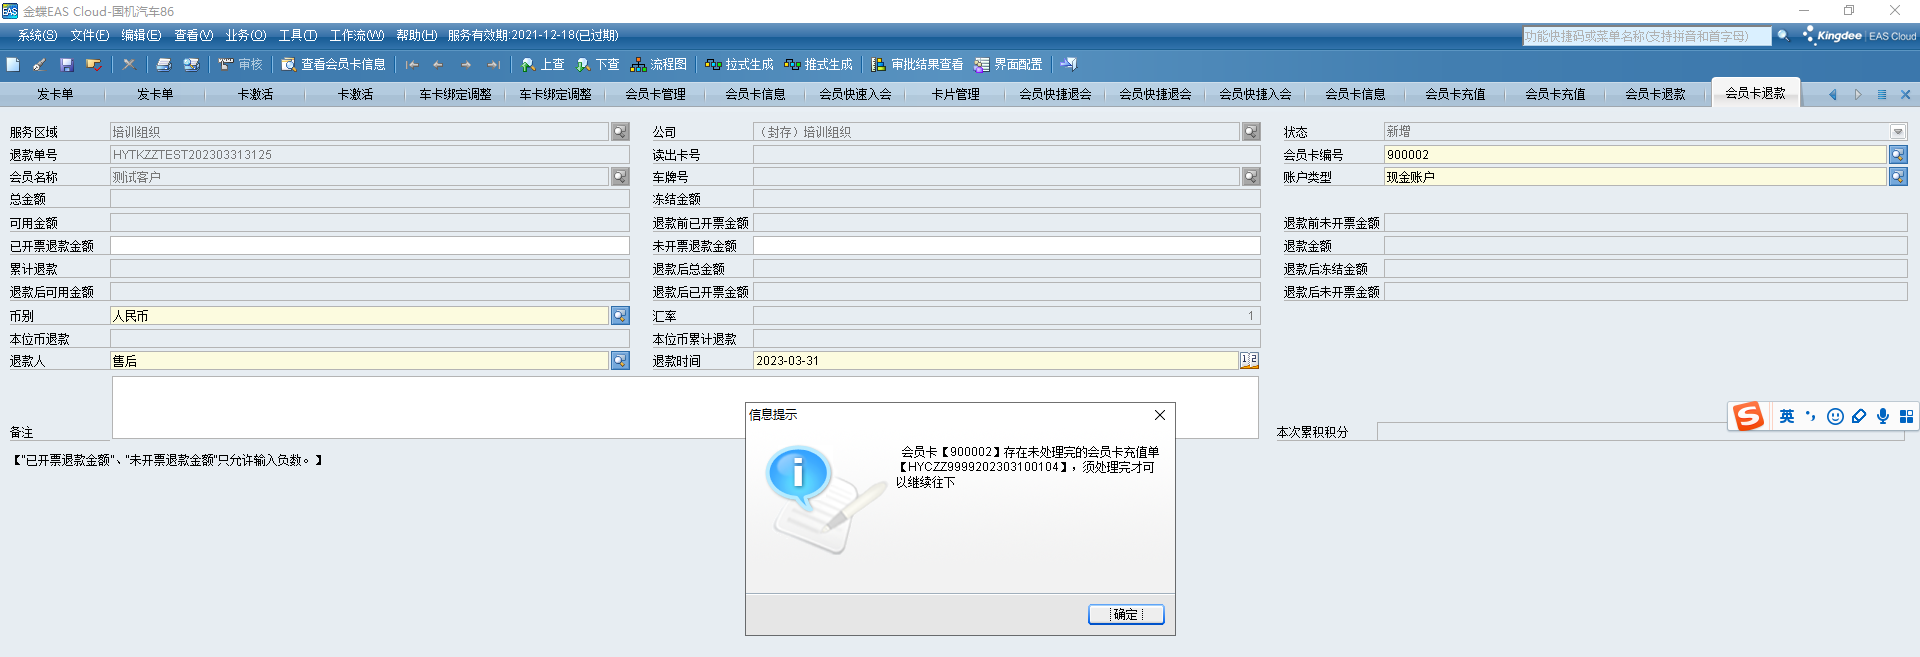 金蝶EAS Cloud-国机汽车86
系统(S) 文件(F) 编辑(E) 查看(V) 业务(O) 工具(T) 工作流(W) 帮助(H) 服务有效期:2021-12-18(已过期) 功能快捷码或菜单名称(支持拼音和首字母) Kingdee EAS Cloud
审核 查看会员卡信息 上查 下查 流程图 拉式生成 推式生成 审批结果查看 界面配置
发卡单 发卡单 卡激活 卡激活 车卡绑定调整 车卡绑定调整 会员卡管理 会员卡信息 会员快速入会 卡片管理 会员快捷退会 会员快捷退会 会员快捷入会 会员卡信息 会员卡充值 会员卡充值 会员卡退款 会员卡退款
服务区域 培训组织 公司 （封存）培训组织 状态 新增
退款单号 HYTKZZTEST202303313125 读出卡号 会员卡编号 900002
会员名称 测试客户 车牌号 账户类型 现金账户
总金额 冻结金额
可用金额 退款前已开票金额 退款前未开票金额
已开票退款金额 未开票退款金额 退款金额
累计退款 退款后总金额 退款后冻结金额
退款后可用金额 退款后已开票金额 退款后未开票金额
币别 人民币 汇率 1
本位币退款 本位币累计退款
退款人 售后 退款时间 2023-03-31 12
备注 本次累积积分
【"已开票退款金额"、"未开票退款金额"只允许输入负数。】
信息提示
会员卡【900002】存在未处理完的会员卡充值单
【HYCZZ9999202303100104】，须处理完才可
以继续往下
确定
英